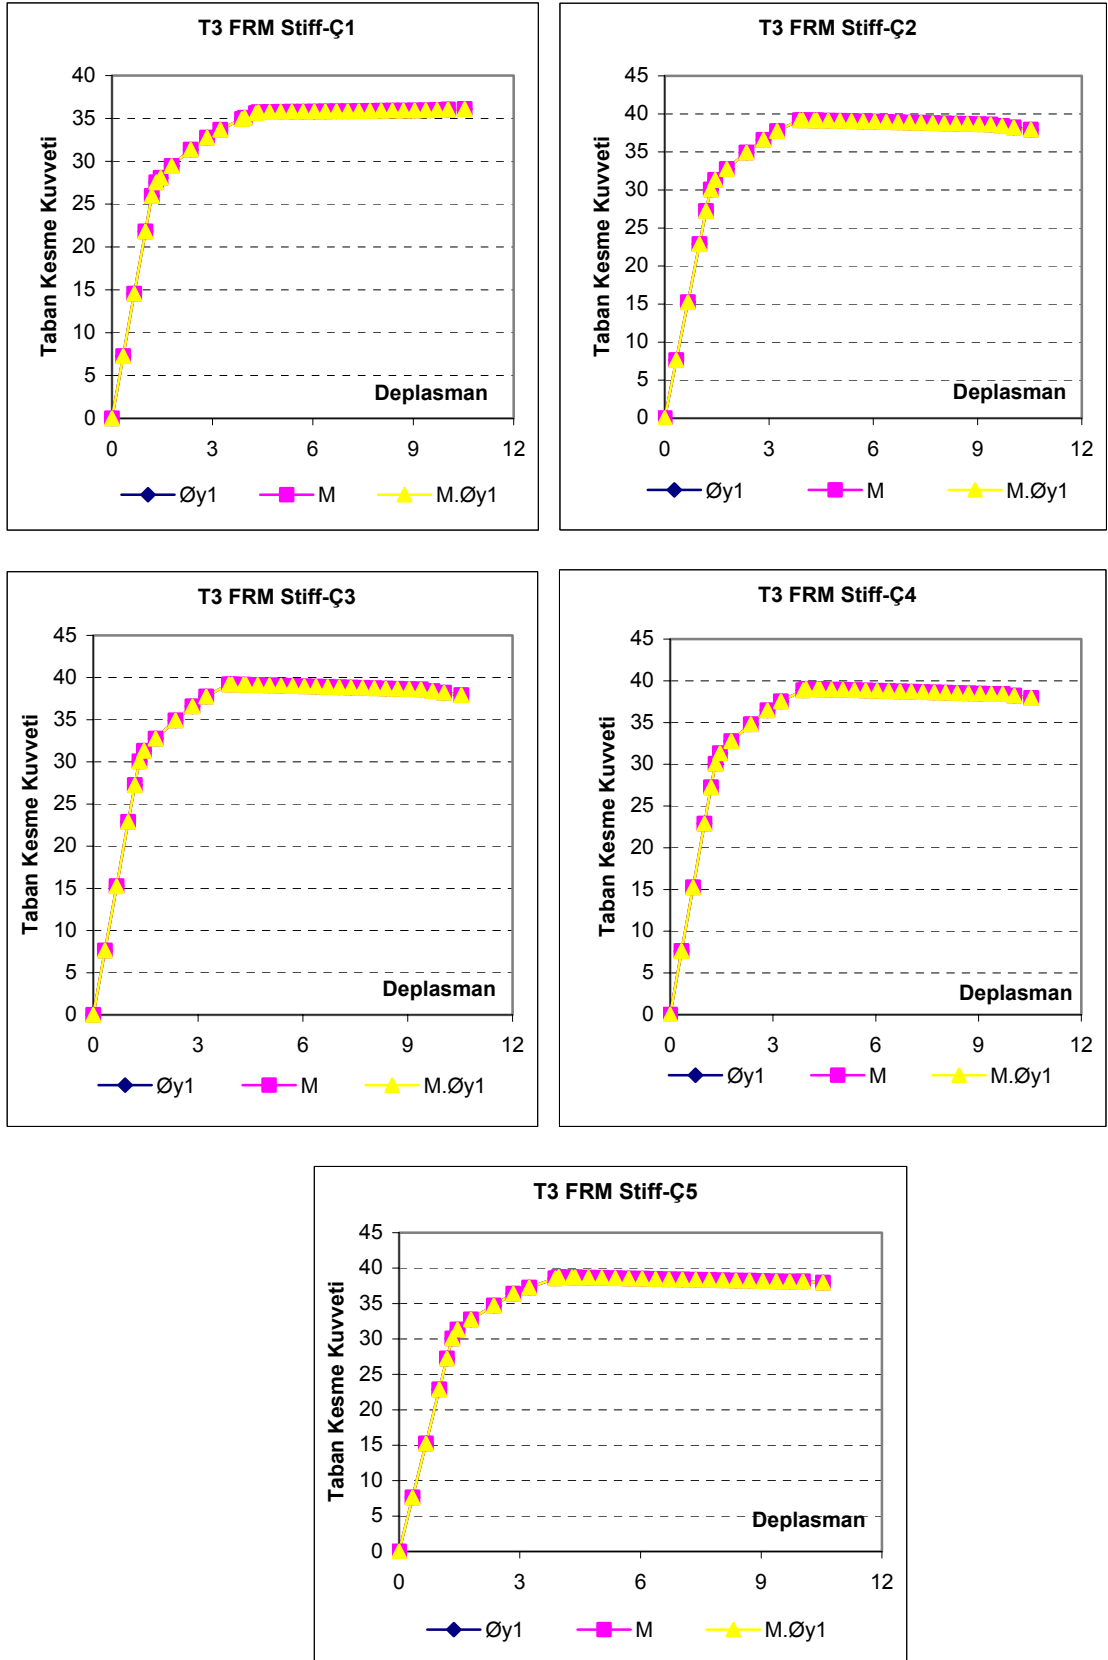 T3 FRM Stiff-Ç1
Taban Kesme Kuvveti
40
35
30
25
20
15
10
5
0
Deplasman
0 3 6 9 12
Øy1 M M.Øy1
T3 FRM Stiff-Ç2
Taban Kesme Kuvveti
45
40
35
30
25
20
15
10
5
0
Deplasman
0 3 6 9 12
Øy1 M M.Øy1
T3 FRM Stiff-Ç3
Taban Kesme Kuvveti
45
40
35
30
25
20
15
10
5
0
Deplasman
0 3 6 9 12
Øy1 M M.Øy1
T3 FRM Stiff-Ç4
Taban Kesme Kuvveti
45
40
35
30
25
20
15
10
5
0
Deplasman
0 3 6 9 12
Øy1 M M.Øy1
T3 FRM Stiff-Ç5
Taban Kesme Kuvveti
45
40
35
30
25
20
15
10
5
0
Deplasman
0 3 6 9 12
Øy1 M M.Øy1